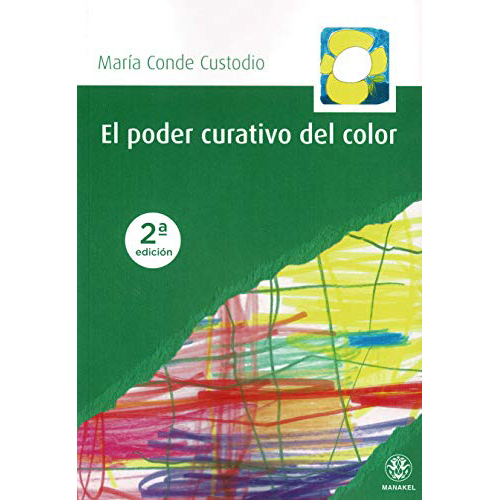 María Conde Custodio
El poder curativo del color
2ª
edición
MANAKEL